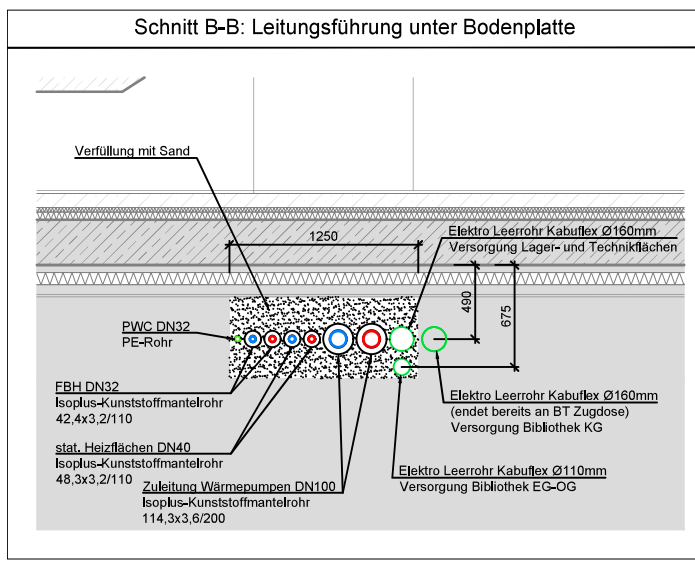 Schnitt B-B: Leitungsführung unter Bodenplatte
Verfüllung mit Sand
Elektro Leerrohr Kabuflex Ø160mm
Versorgung Lager- und Technikflächen
1250
490
675
PWC DN32
PE-Rohr
FBH DN32
Isoplus-Kunststoffmantelrohr
42,4x3,2/110
stat. Heizflächen DN40
Isoplus-Kunststoffmantelrohr
48,3x3,2/110
Zuleitung Wärmepumpen DN100
Isoplus-Kunststoffmantelrohr
114,3x3,6/200
Elektro Leerrohr Kabuflex Ø160mm
(endet bereits an BT Zugdose)
Versorgung Bibliothek KG
Elektro Leerrohr Kabuflex Ø110mm
Versorgung Bibliothek EG-OG